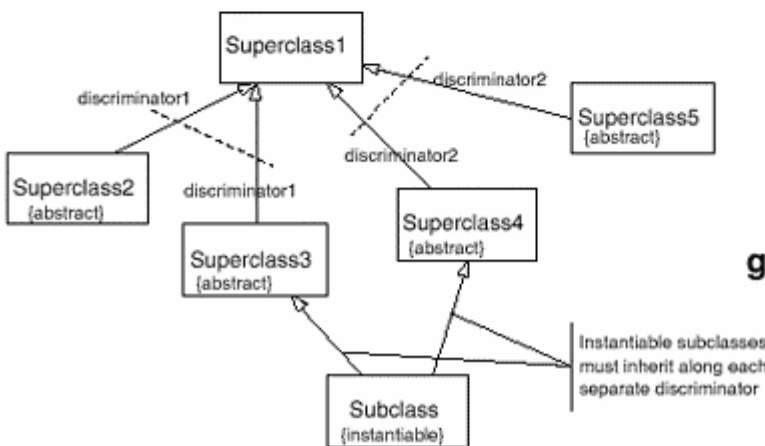 Superclass1
discriminator1
discriminator2
Superclass5
{abstract}
discriminator2
Superclass2
{abstract}
discriminator1
Superclass4
{abstract}
Superclass3
{abstract}
g
Instantiable subclasses
must inherit along each
separate discriminator
Subclass
{instantiable}